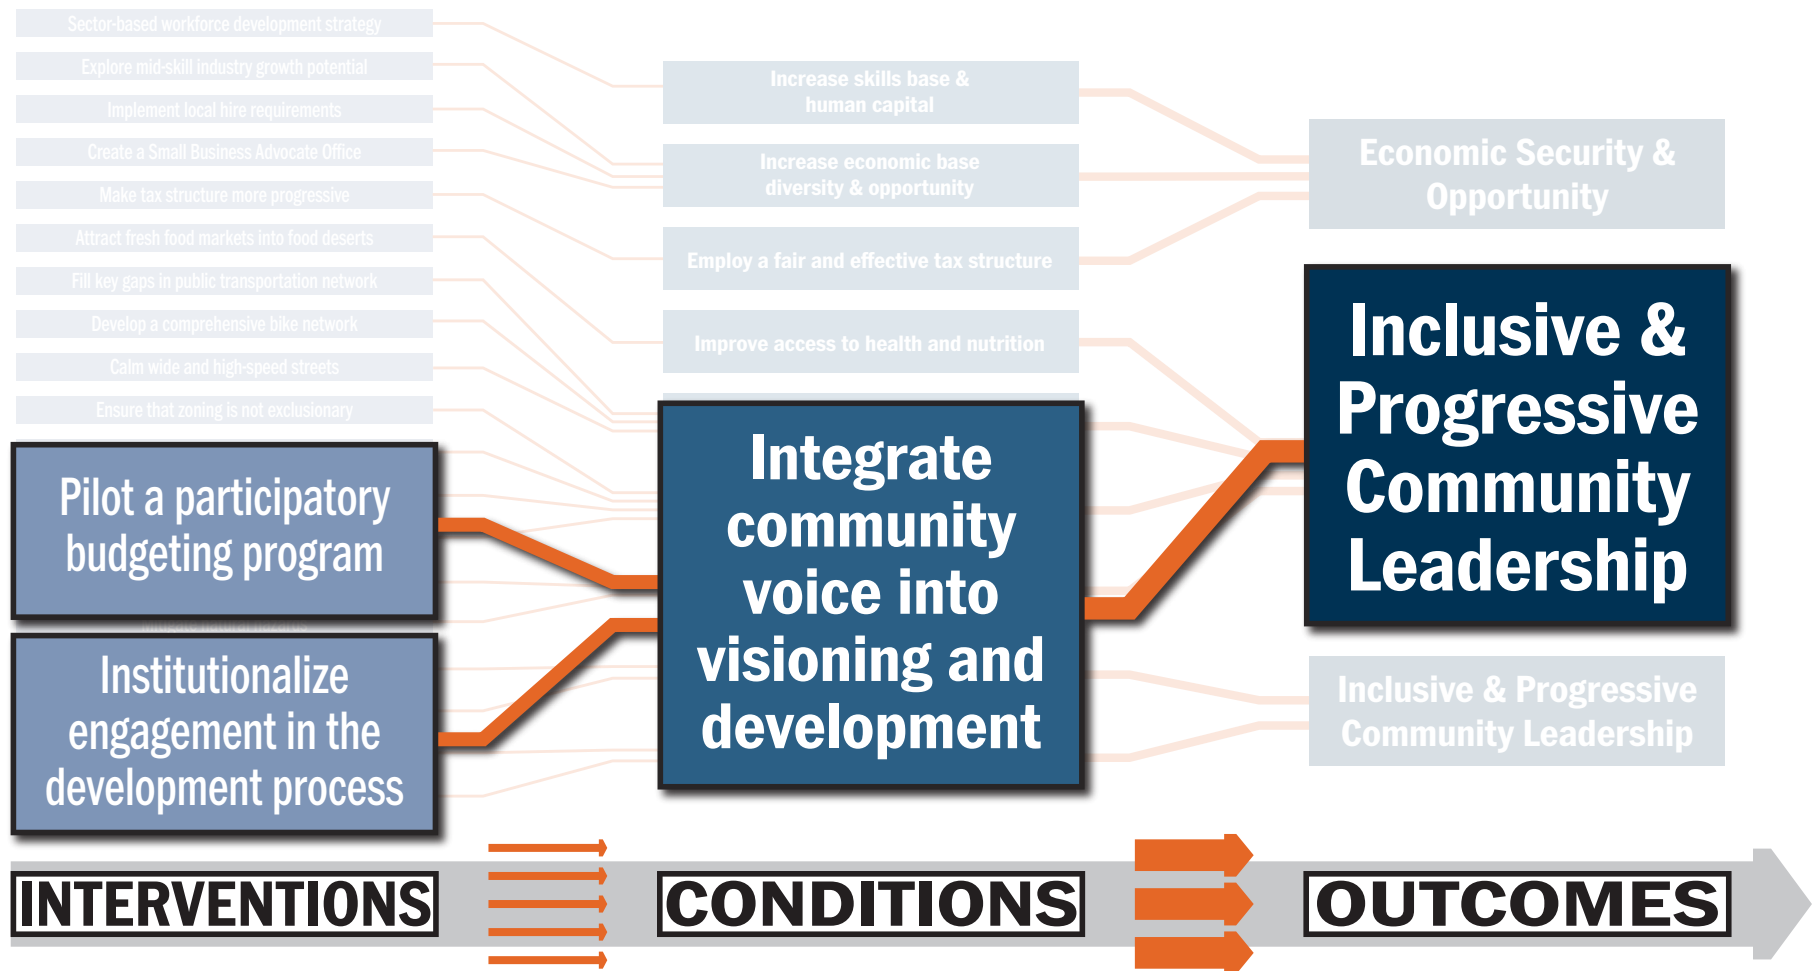 Sector-based workforce development strategy
Explore mid-skill industry growth potential
Implement local hire requirements
Create a Small Business Advocate Office
Make tax structure more progressive
Attract fresh food markets into food deserts
Fill key gaps in public transportation network
Develop a comprehensive bike network
Calm wide and high-speed streets
Ensure that zoning is not exclusionary
Pilot a participatory
budgeting program
Institutionalize
engagement in the
development process
Increase skills base &
human capital
Increase economic base
diversity & opportunity
Employ a fair and effective tax structure
Improve access to health and nutrition
Integrate
community
voice into
visioning and
development
Economic Security &
Opportunity
Inclusive &
Progressive
Community
Leadership
Inclusive & Progressive
Community Leadership
INTERVENTIONS
CONDITIONS
OUTCOMES